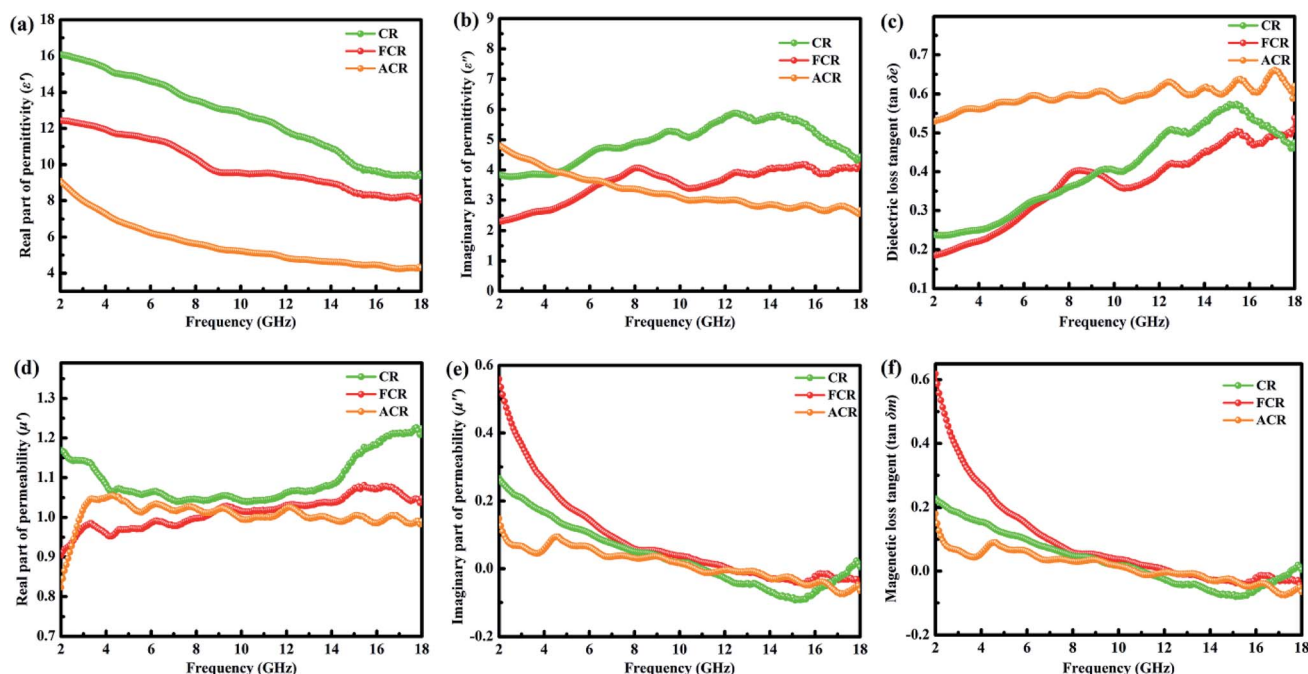 (a)
CR
FCR
ACR
Real part of permittivity (ε′)
18
16
14
12
10
8
6
4
2 4 6 8 10 12 14 16 18
Frequency (GHz)
(b)
CR
FCR
ACR
Imaginary part of permittivity (ε″)
9
8
7
6
5
4
3
2
1
0
2 4 6 8 10 12 14 16 18
Frequency (GHz)
(c)
CR
FCR
ACR
Dielectric loss tangent (tan δe)
0.7
0.6
0.5
0.4
0.3
0.2
0.1
2 4 6 8 10 12 14 16 18
Frequency (GHz)
(d)
CR
FCR
ACR
Real part of permeability (μ′)
1.3
1.2
1.1
1.0
0.9
0.8
0.7
2 4 6 8 10 12 14 16 18
Frequency (GHz)
(e)
CR
FCR
ACR
Imaginary part of permeability (μ″)
0.6
0.4
0.2
0.0
-0.2
2 4 6 8 10 12 14 16 18
Frequency (GHz)
(f)
CR
FCR
ACR
Magenetic loss tangent (tan δm)
0.6
0.4
0.2
0.0
-0.2
2 4 6 8 10 12 14 16 18
Frequency (GHz)